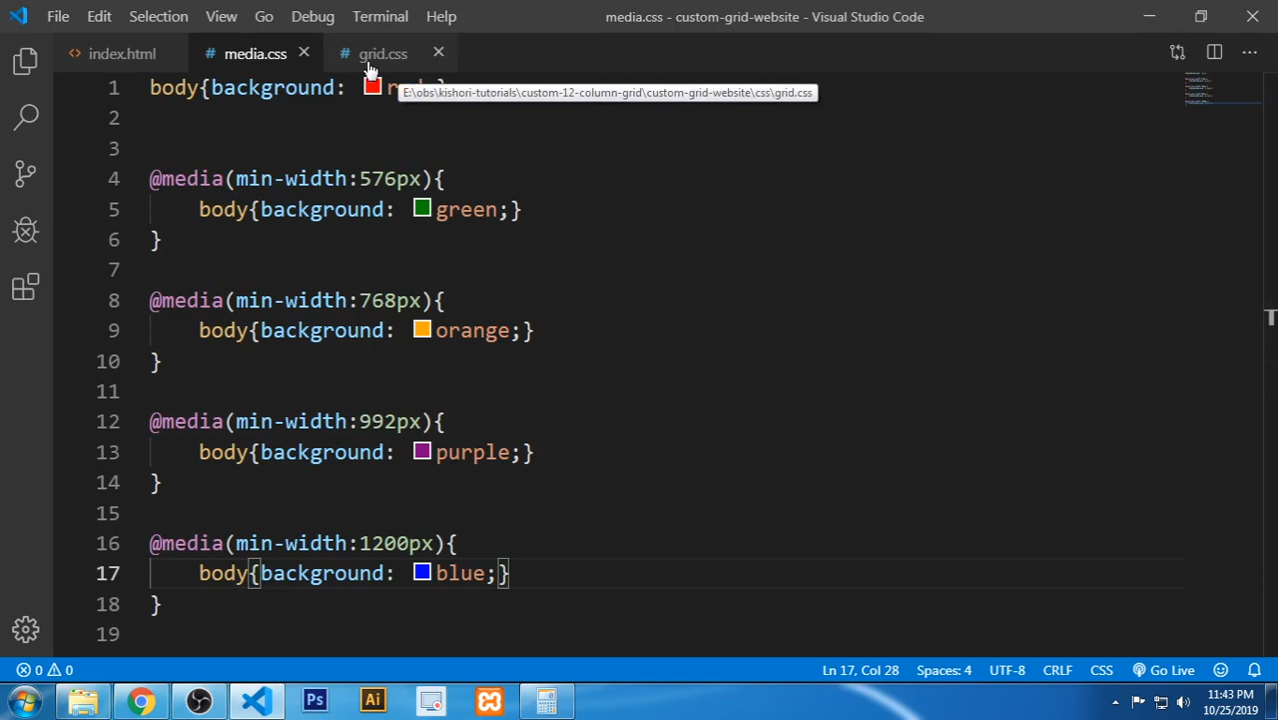 File Edit Selection View Go Debug Terminal Help media.css - custom-grid-website - Visual Studio Code
<> index.html # media.css # grid.css
E:\obs\kishori-tutorials\custom-12-column-grid\custom-grid-website\css\grid.css
1 body{background:
2
3
4 @media(min-width:576px){
5 body{background: green;}
6 }
7
8 @media(min-width:768px){
9 body{background: orange;}
10 }
11
12 @media(min-width:992px){
13 body{background: purple;}
14 }
15
16 @media(min-width:1200px){
17 body{background: blue;}
18 }
19
0 0 Ln 17, Col 28 Spaces: 4 UTF-8 CRLF CSS Go Live
Ps Ai 11:43 PM
10/25/2019